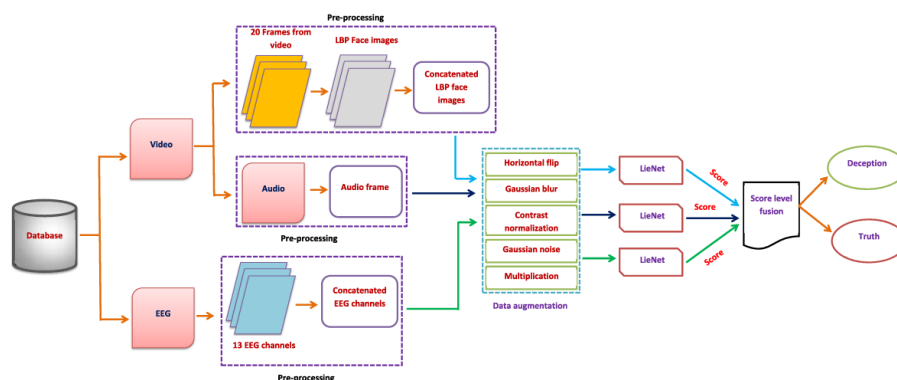 Pre-processing
20 Frames from
video
LBP Face images
Concatenated
LBP face
images
Video
Audio
Audio frame
Pre-processing
Database
EEG
13 EEG channels
Concatenated
EEG channels
Pre-processing
Horizontal flip
Gaussian blur
Contrast
normalization
Gaussian noise
Multiplication
Data augmentation
LieNet
LieNet
LieNet
Score
Score
Score
Score level
fusion
Deception
Truth